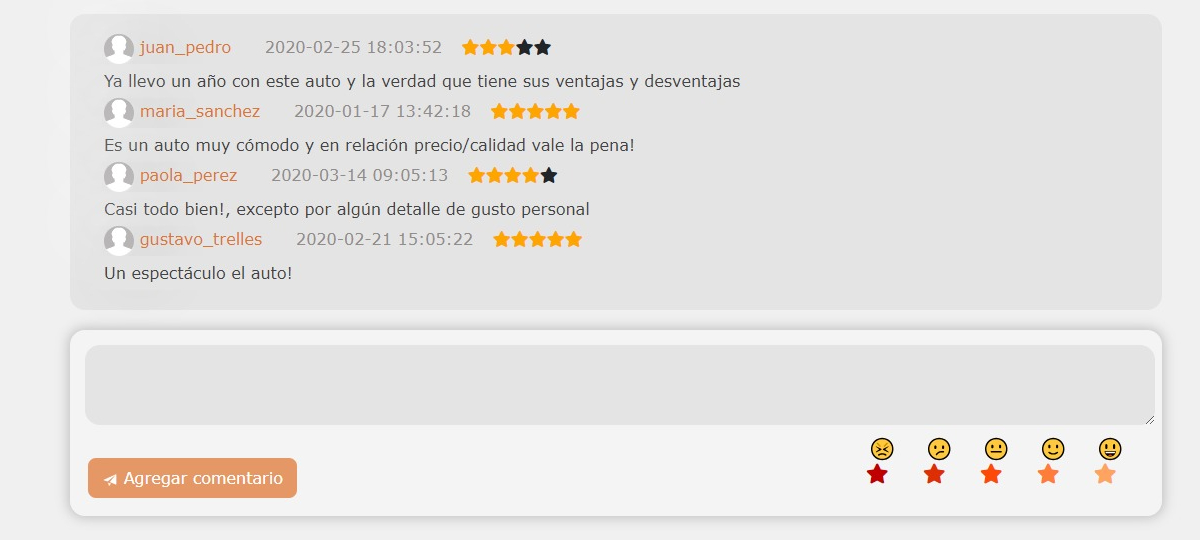 juan_pedro 2020-02-25 18:03:52
Ya llevo un año con este auto y la verdad que tiene sus ventajas y desventajas
maria_sanchez 2020-01-17 13:42:18
Es un auto muy cómodo y en relación precio/calidad vale la pena!
paola_perez 2020-03-14 09:05:13
Casi todo bien!, excepto por algún detalle de gusto personal
gustavo_trelles 2020-02-21 15:05:22
Un espectáculo el auto!
Agregar comentario